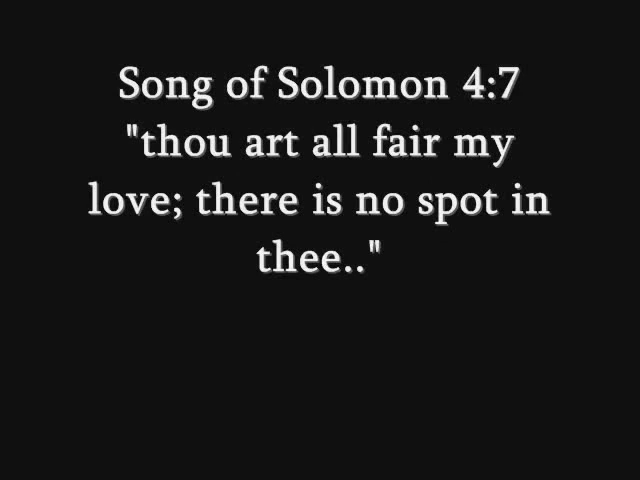 Song of Solomon 4:7
"thou art all fair my
love; there is no spot in
thee.."